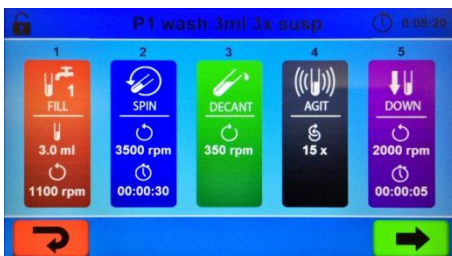 P1 wash 3ml 3x susp
0:05:20
1 2 3 4 5
1
FILL SPIN DECANT AGIT DOWN
3.0 ml 3500 rpm 350 rpm 15 x 2000 rpm
1100 rpm 00:00:30 00:00:05